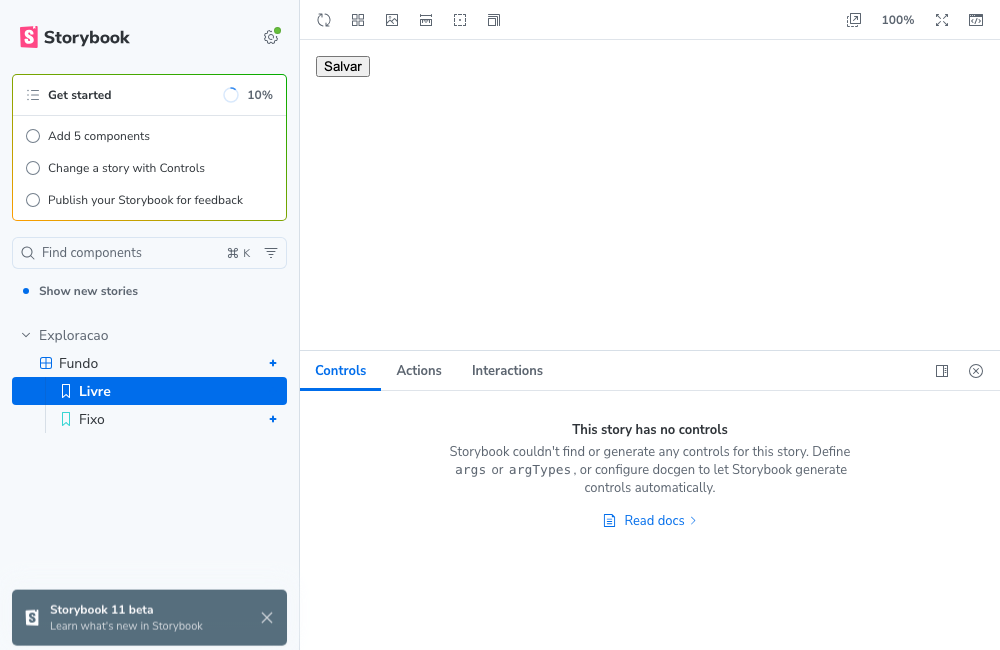 Storybook
Get started
10%
Add 5 components
Change a story with Controls
Publish your Storybook for feedback
Find components
⌘ K
Show new stories
Exploracao
Fundo
Livre
Fixo
Storybook 11 beta
Learn what's new in Storybook
100%
Salvar
Controls
Actions
Interactions
This story has no controls
Storybook couldn't find or generate any controls for this story. Define
args or argTypes, or configure docgen to let Storybook generate
controls automatically.
Read docs